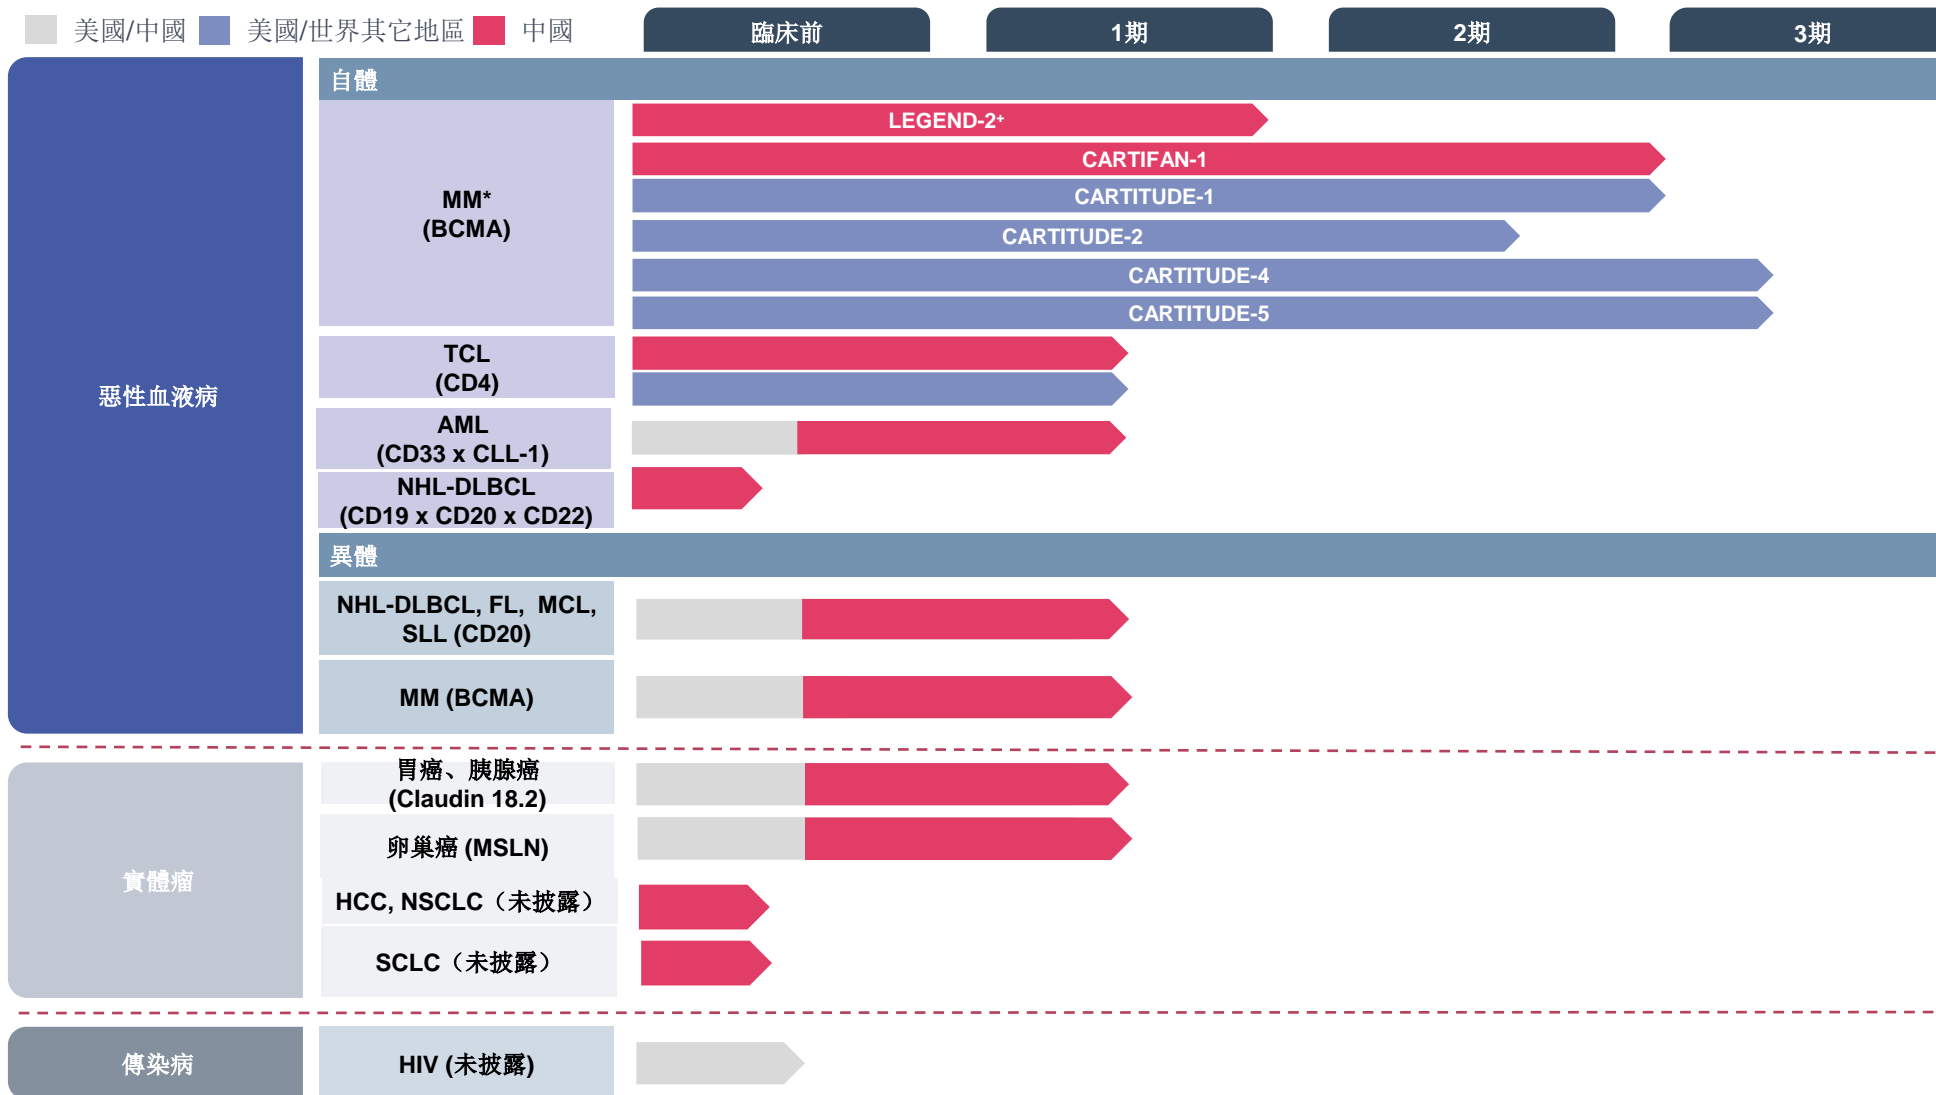 美國/中國 美國/世界其它地區 中國
臨床前 1期 2期 3期
自體
惡性血液病
MM*
(BCMA)
LEGEND-2+
CARTIFAN-1
CARTITUDE-1
CARTITUDE-2
CARTITUDE-4
CARTITUDE-5
TCL
(CD4)
AML
(CD33 x CLL-1)
NHL-DLBCL
(CD19 x CD20 x CD22)
異體
NHL-DLBCL, FL, MCL,
SLL (CD20)
MM (BCMA)
實體瘤
胃癌、胰腺癌
(Claudin 18.2)
卵巢癌 (MSLN)
HCC, NSCLC（未披露）
SCLC（未披露）
傳染病
HIV (未披露)